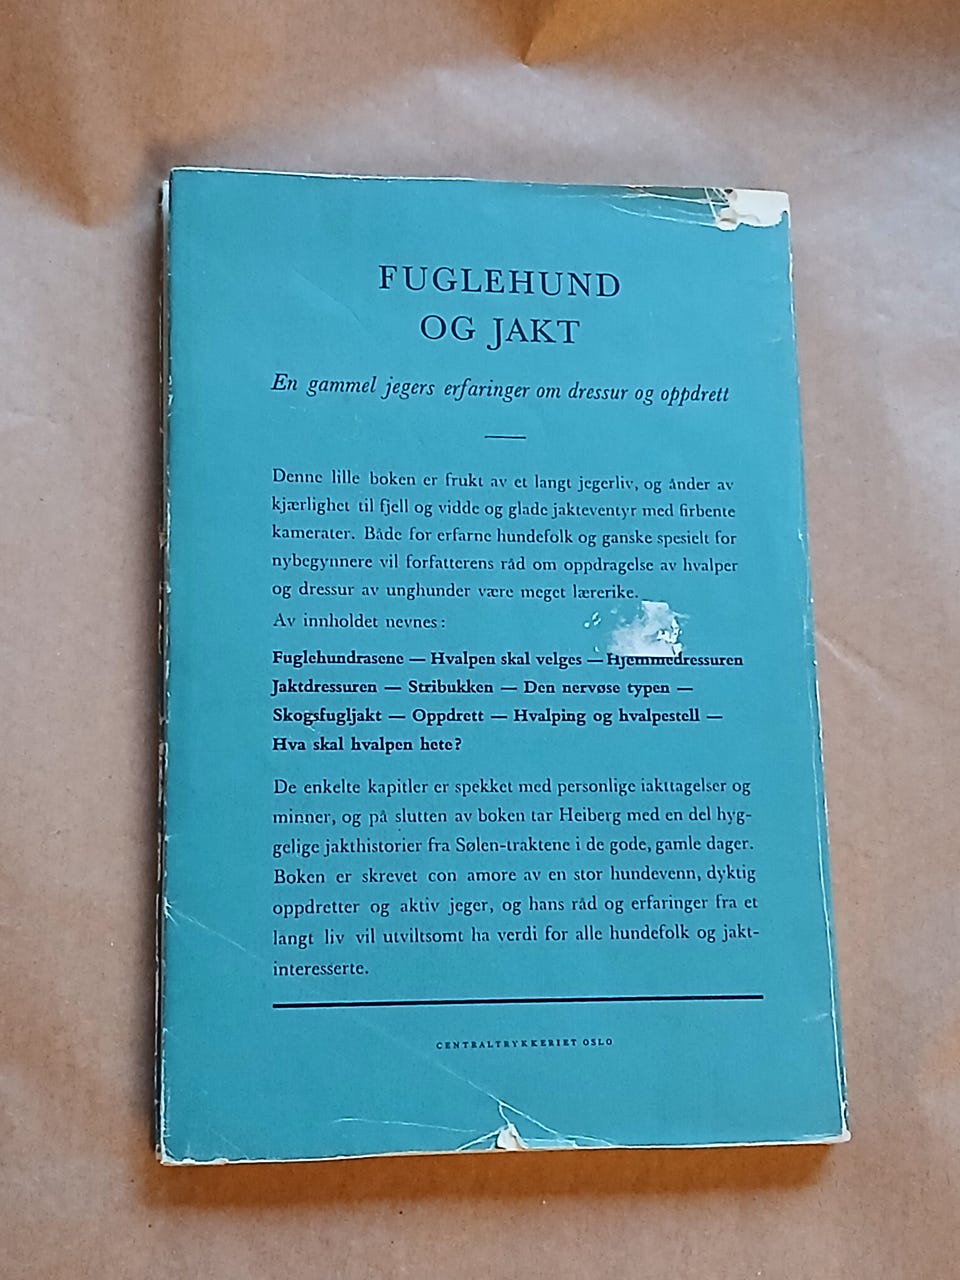 FUGLEHUND
OG JAKT
En gammel jegers erfaringer om dressur og oppdrett
Denne lille boken er frukt av et langt jegerliv, og ånder av
kjærlighet til fjell og vidde og glade jakteventyr med firbente
kamerater. Både for erfarne hundefolk og ganske spesielt for
nybegynnere vil forfatterens råd om oppdragelse av hvalper
og dressur av unghunder være meget lærerike.
Av innholdet nevnes:
Fuglehundrasene — Hvalpen skal velges — Hjemmedressuren
Jaktdressuren — Stribukken — Den nervøse typen —
Skogsfugljakt — Oppdrett — Hvalping og hvalpestell —
Hva skal hvalpen hete?
De enkelte kapitler er spekket med personlige iakttagelser og
minner, og på slutten av boken tar Heiberg med en del hyg-
gelige jakthistorier fra Sølen-traktene i de gode, gamle dager.
Boken er skrevet con amore av en stor hundevenn, dyktig
oppdretter og aktiv jeger, og hans råd og erfaringer fra et
langt liv vil utviltsomt ha verdi for alle hundefolk og jakt-
interesserte.
CENTRALTRYKKERIET OSLO